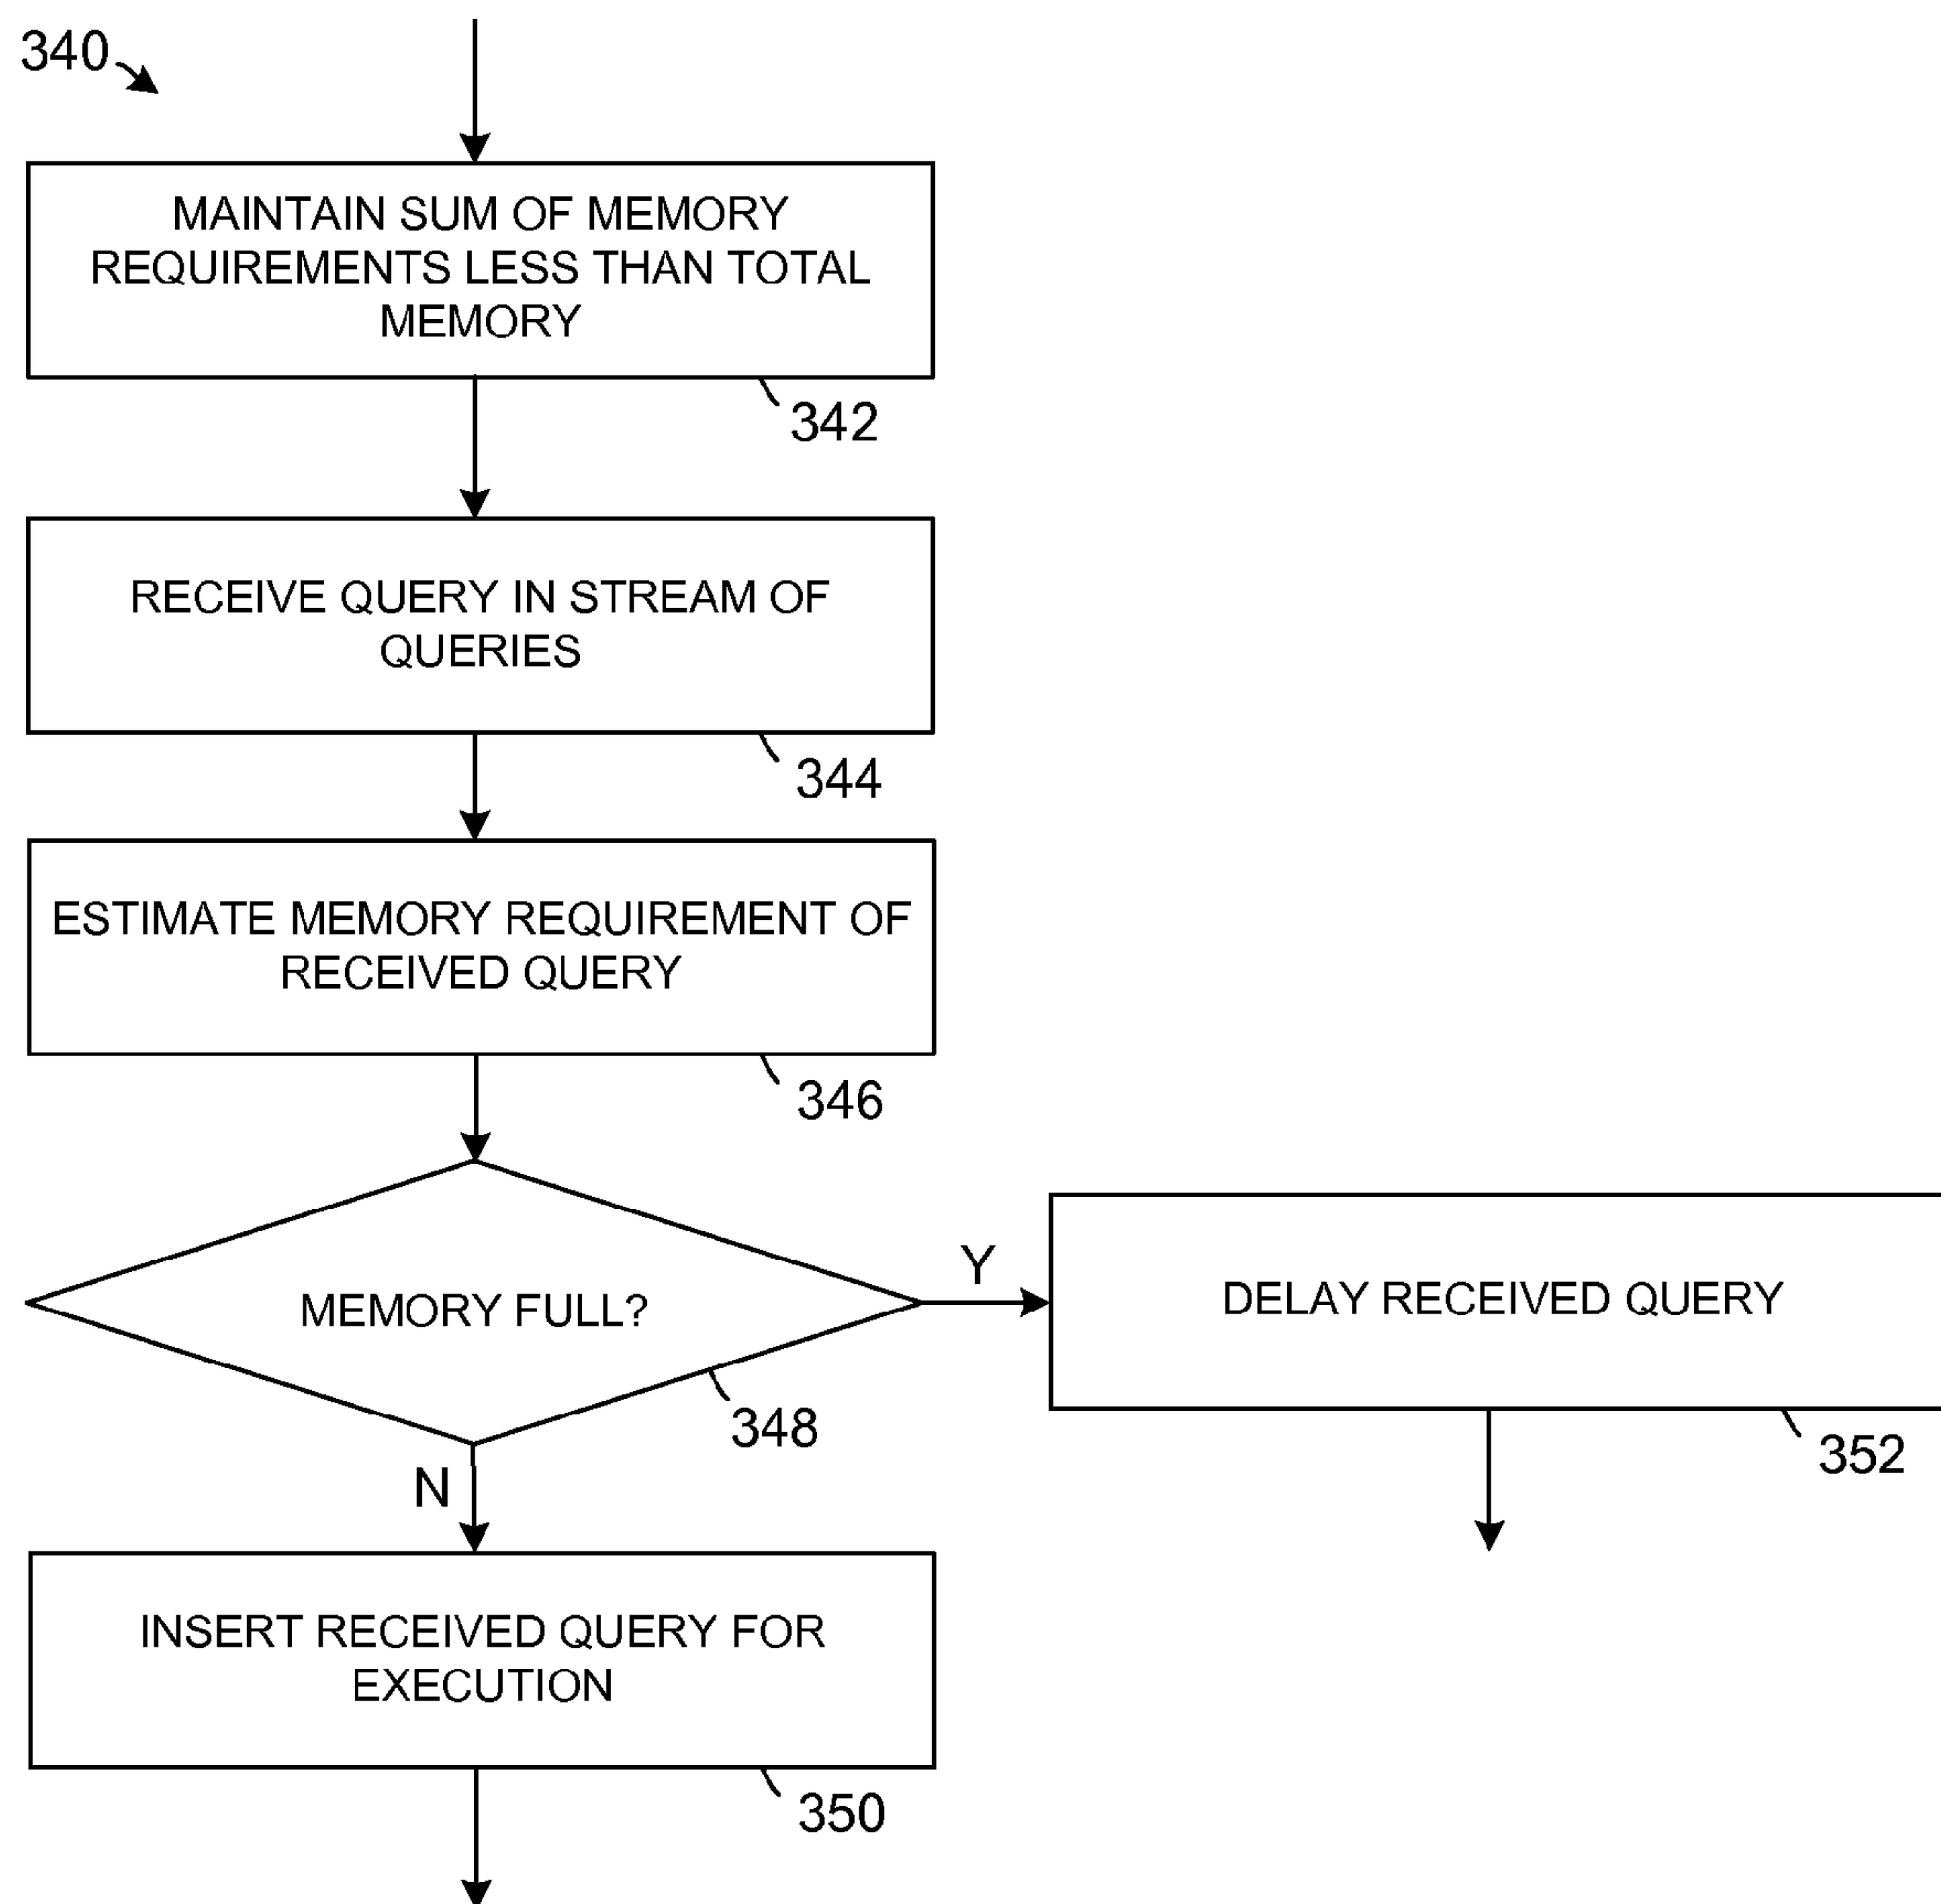 340
MAINTAIN SUM OF MEMORY
REQUIREMENTS LESS THAN TOTAL
MEMORY
342
RECEIVE QUERY IN STREAM OF
QUERIES
344
ESTIMATE MEMORY REQUIREMENT OF
RECEIVED QUERY
346
MEMORY FULL?
Y
DELAY RECEIVED QUERY
348
352
N
INSERT RECEIVED QUERY FOR
EXECUTION
350